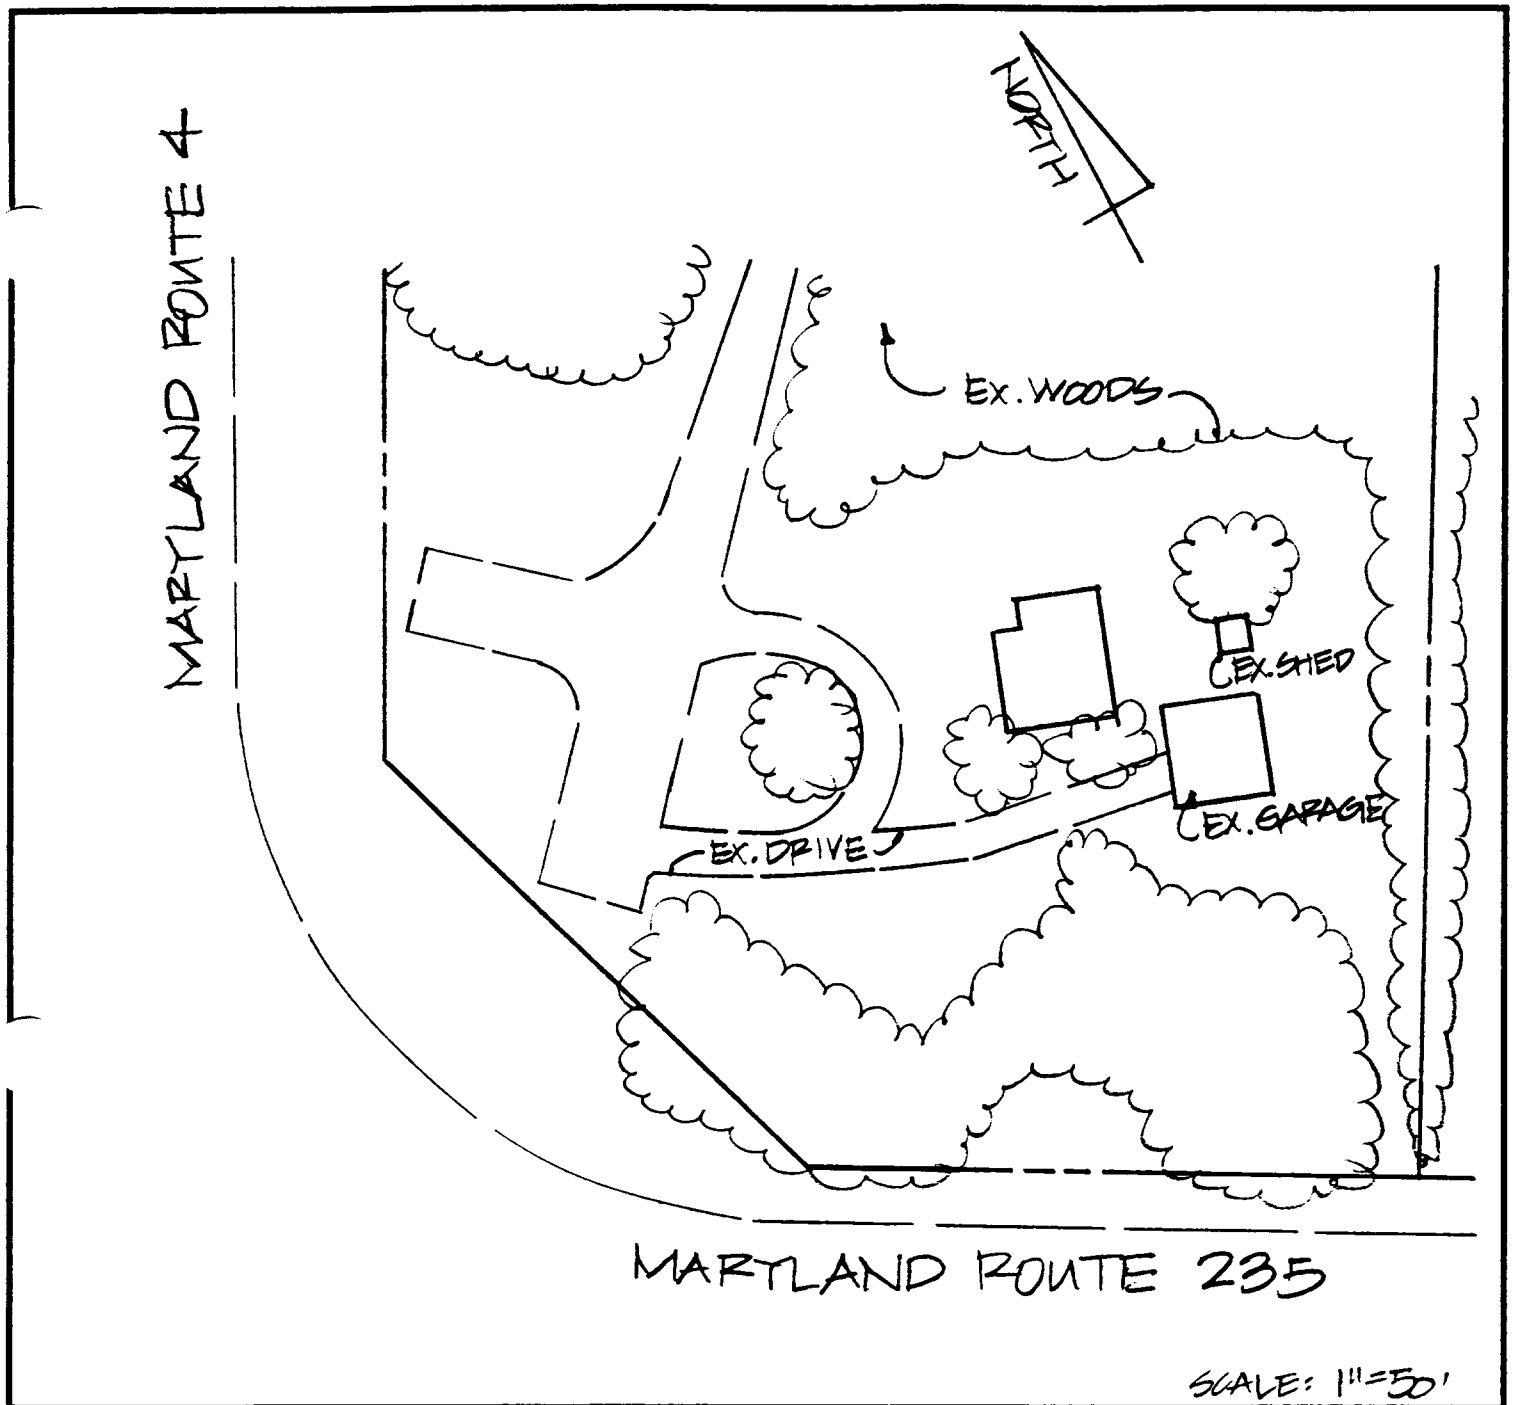 NORTH
MARYLAND ROUTE 4
EX. WOODS
EX. SHED
EX. GARAGE
EX. DRIVE
MARYLAND ROUTE 235
SCALE: 1"=50'